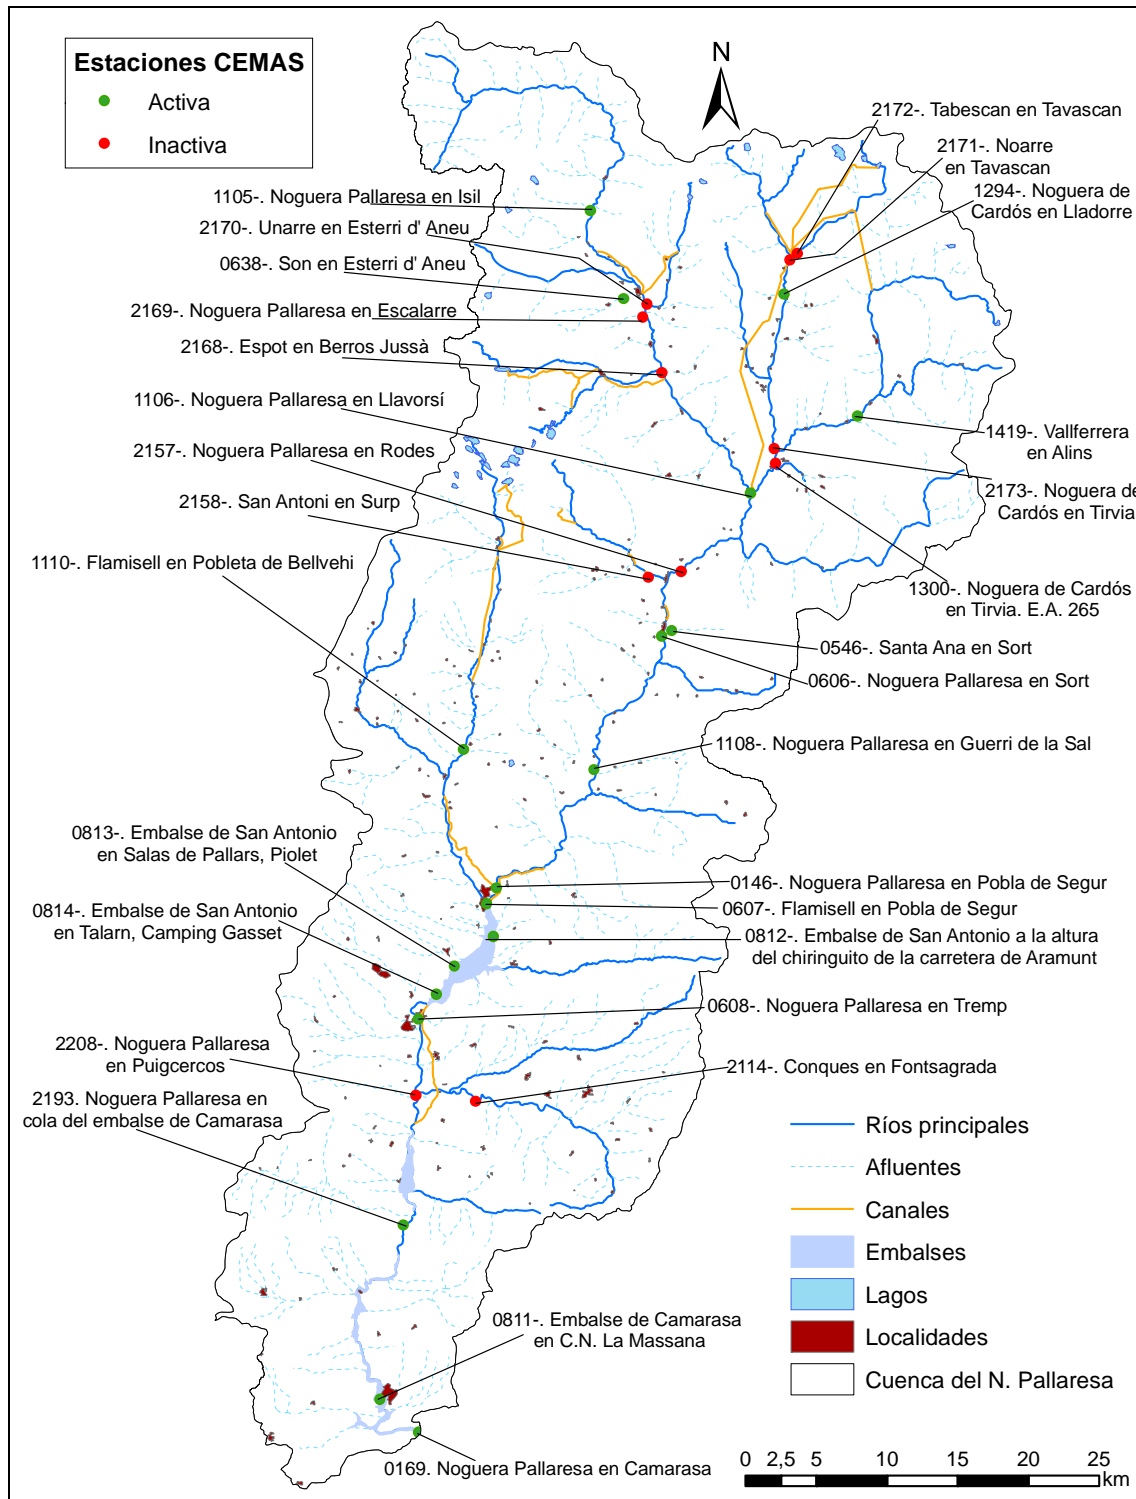 Estaciones CEMAS
Activa
Inactiva
N
2172-. Tabescan en Tavascan
2171-. Noarre
en Tavascan
1294-. Noguera de
Cardós en Lladorre
1105-. Noguera Pallaresa en Isil
2170-. Unarre en Esterri d' Aneu
0638-. Son en Esterri d' Aneu
2169-. Noguera Pallaresa en Escalarre
2168-. Espot en Berros Jussà
1106-. Noguera Pallaresa en Llavorsí
2157-. Noguera Pallaresa en Rodes
2158-. San Antoni en Surp
1110-. Flamisell en Pobleta de Bellvehi
1419-. Vallferrera
en Alins
2173-. Noguera de
Cardós en Tirvia
1300-. Noguera de Cardós
en Tirvia. E.A. 265
0546-. Santa Ana en Sort
0606-. Noguera Pallaresa en Sort
1108-. Noguera Pallaresa en Guerri de la Sal
0813-. Embalse de San Antonio
en Salas de Pallars, Piolet
0814-. Embalse de San Antonio
en Talarn, Camping Gasset
0146-. Noguera Pallaresa en Pobla de Segur
0607-. Flamisell en Pobla de Segur
0812-. Embalse de San Antonio a la altura
del chiringuito de la carretera de Aramunt
0608-. Noguera Pallaresa en Tremp
2208-. Noguera Pallaresa
en Puigcercos
2114-. Conques en Fontsagrada
2193. Noguera Pallaresa en
cola del embalse de Camarasa
0811-. Embalse de Camarasa
en C.N. La Massana
0169. Noguera Pallaresa en Camarasa
Ríos principales
Afluentes
Canales
Embalses
Lagos
Localidades
Cuenca del N. Pallaresa
0 2,5 5 10 15 20 25
km